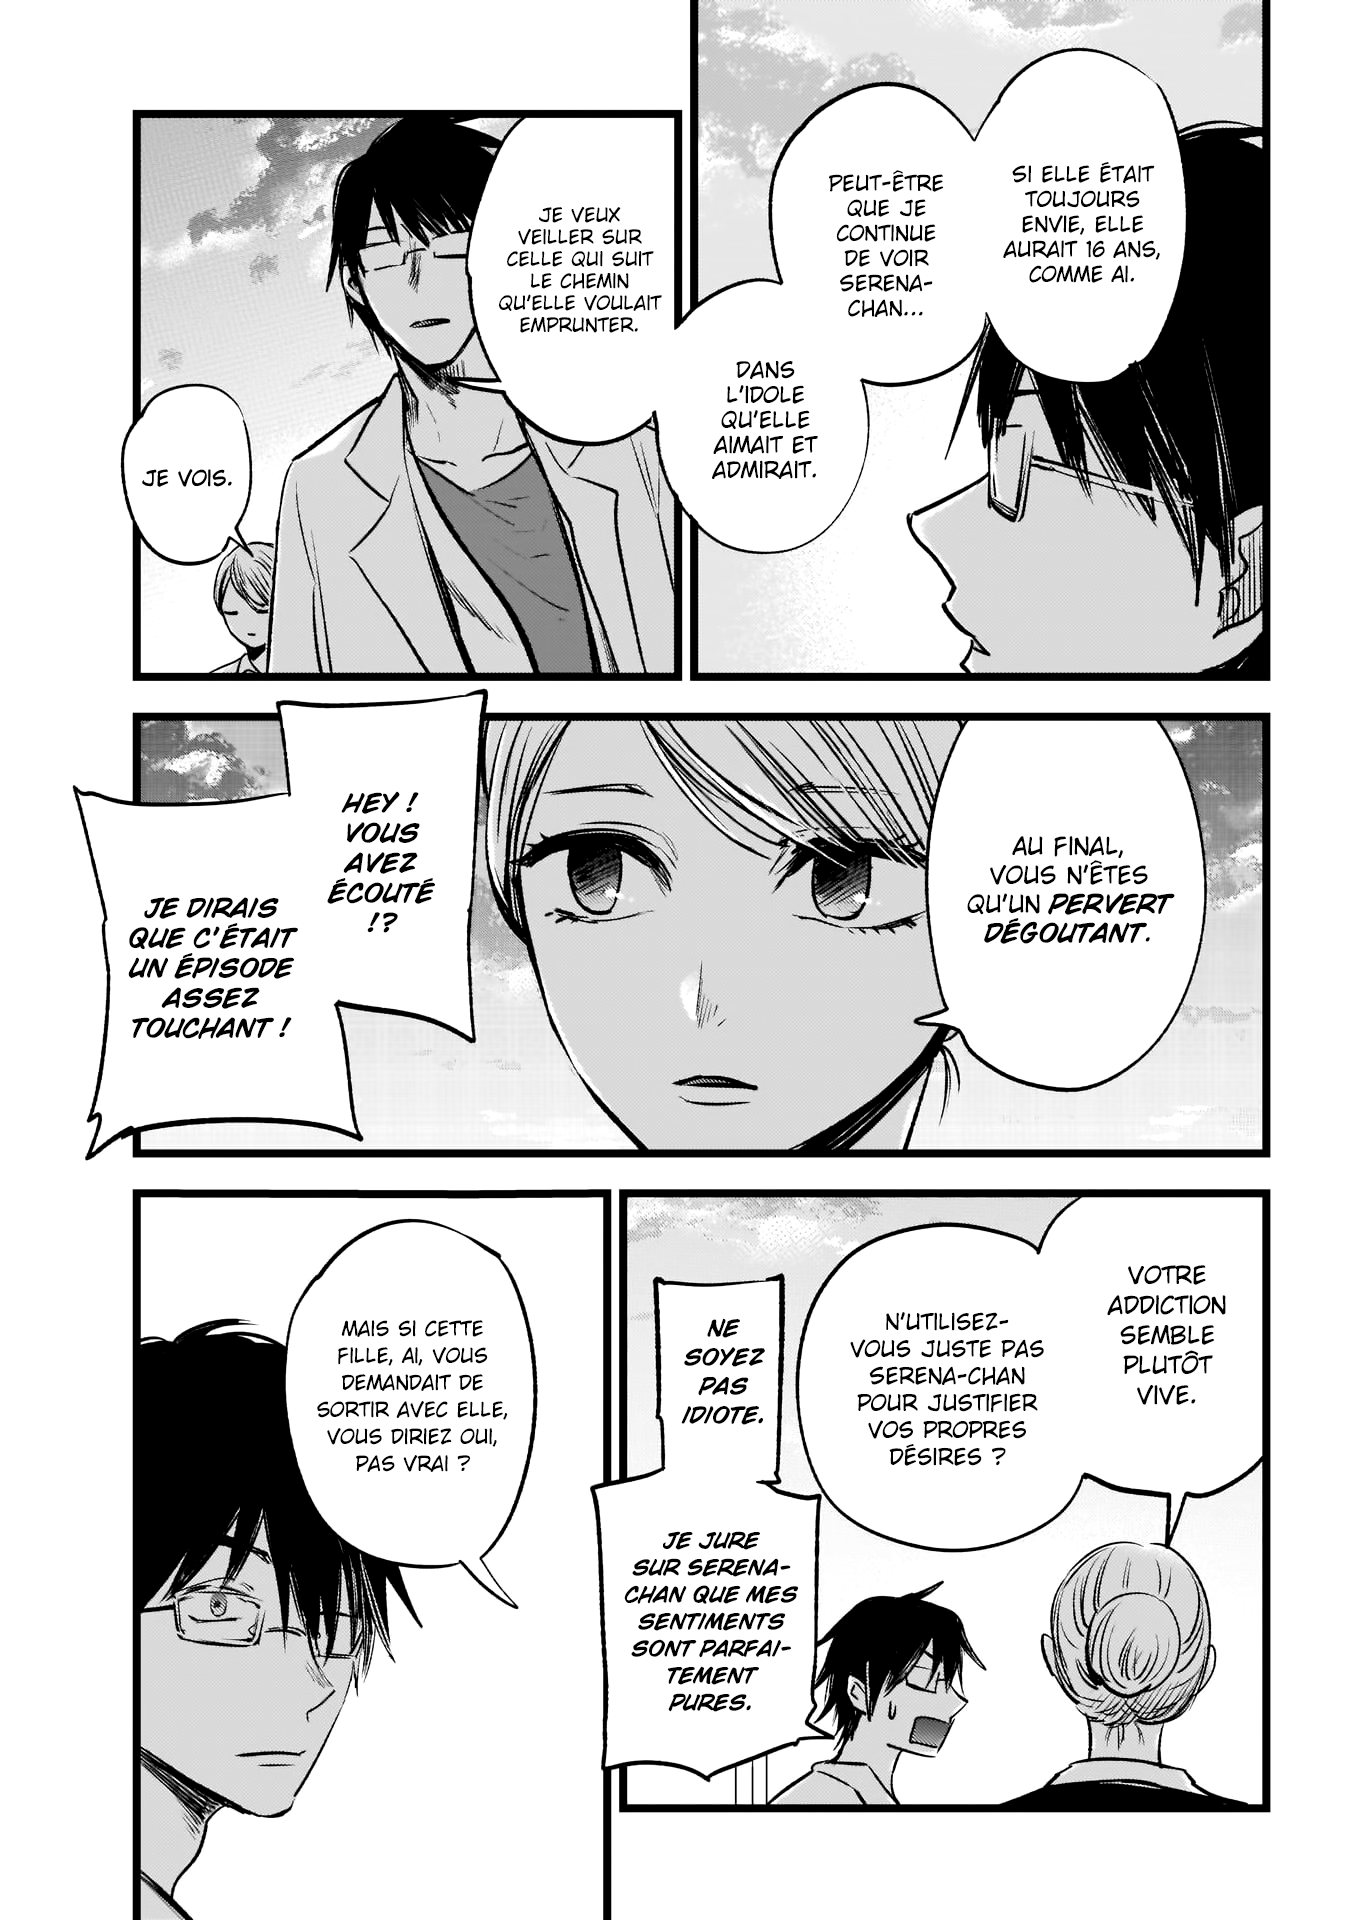 SI ELLE ÉTAIT
TOUJOURS
ENVIE, ELLE
AURAIT 16 ANS,
COMME AI.
PEUT-ÊTRE
QUE JE
CONTINUE
DE VOIR
SERENA-
CHAN...
DANS
L'IDOLE
QU'ELLE
AIMAIT ET
ADMIRAIT.
JE VEUX
VEILLER SUR
CELLE QUI SUIT
LE CHEMIN
QU'ELLE VOULAIT
EMPRUNTER.
JE VOIS.
AU FINAL,
VOUS N'ÊTES
QU'UN PERVERT
DÉGOUTANT.
HEY !
VOUS
AVEZ
ÉCOUTÉ
!?
JE DIRAIS
QUE C'ÉTAIT
UN ÉPISODE
ASSEZ
TOUCHANT !
VOTRE
ADDICTION
SEMBLE
PLUTÔT
VIVE.
N'UTILISEZ-
VOUS JUSTE PAS
SERENA-CHAN
POUR JUSTIFIER
VOS PROPRES
DÉSIRES ?
NE
SOYEZ
PAS
IDIOTE.
JE JURE
SUR SERENA-
CHAN QUE MES
SENTIMENTS
SONT PARFAI-
TEMENT
PURES.
MAIS SI CETTE
FILLE, AI, VOUS
DEMANDAIT DE
SORTIR AVEC ELLE,
VOUS DIRIEZ OUI,
PAS VRAI ?